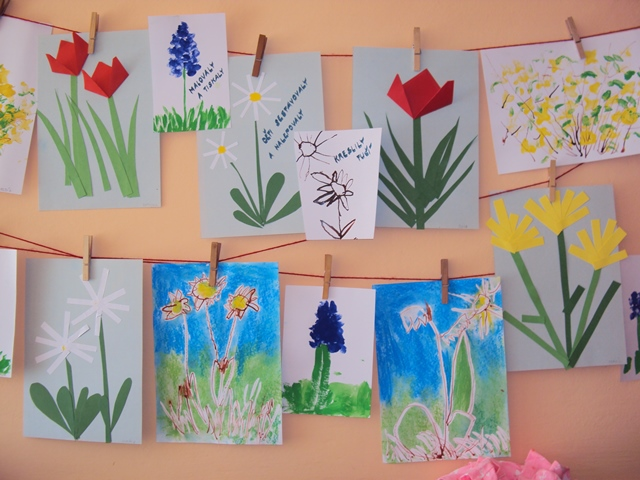 MALOVALY
A TISKALY
DĚTI SESTAVOVALY
A NALEPOVALY
KRESLILY
TUŠÍ